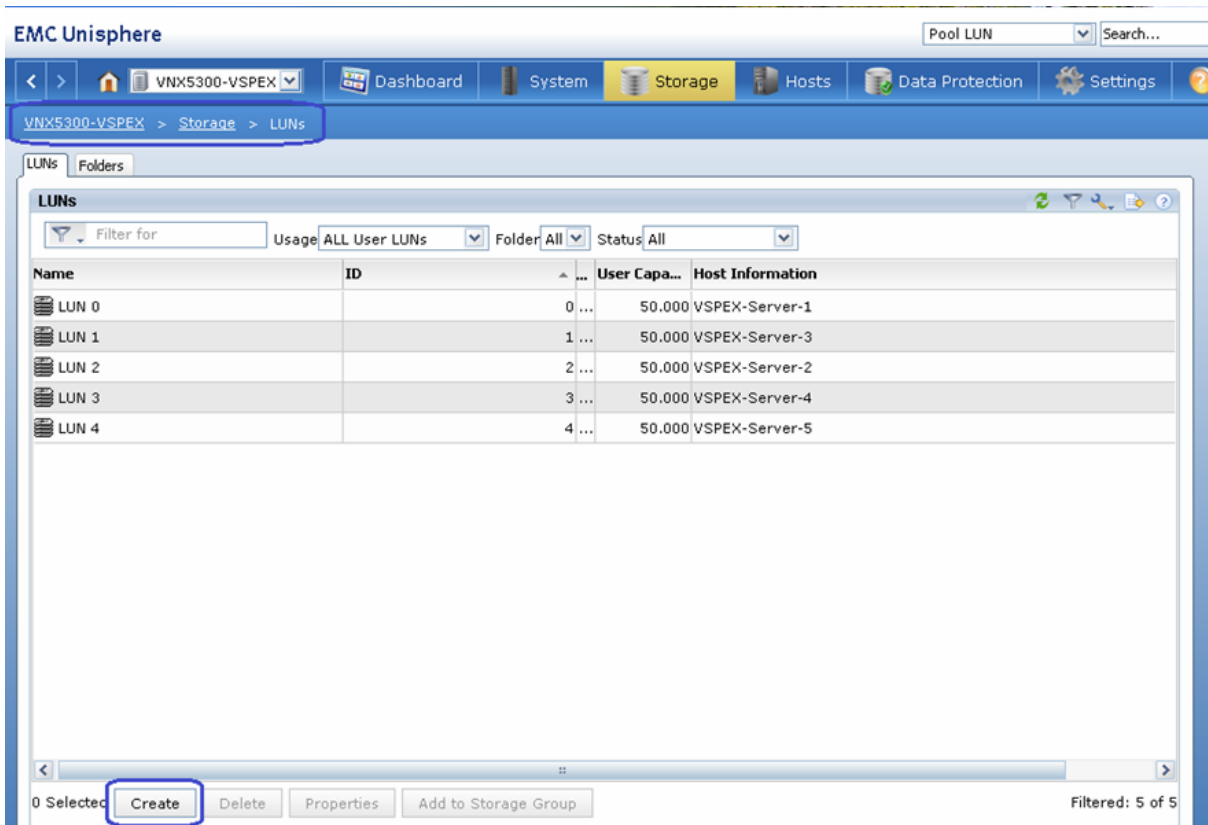 EMC Unisphere Pool LUN Search...
VNX5300-VSPEX Dashboard System Storage Hosts Data Protection Settings
VNX5300-VSPEX > Storage > LUNs
LUNs Folders
LUNs
Filter for Usage ALL User LUNs Folder All Status All
Name ID ... User Capa... Host Information
LUN 0 0 ... 50.000 VSPEX-Server-1
LUN 1 1 ... 50.000 VSPEX-Server-3
LUN 2 2 ... 50.000 VSPEX-Server-2
LUN 3 3 ... 50.000 VSPEX-Server-4
LUN 4 4 ... 50.000 VSPEX-Server-5
0 Selected Create Delete Properties Add to Storage Group Filtered: 5 of 5